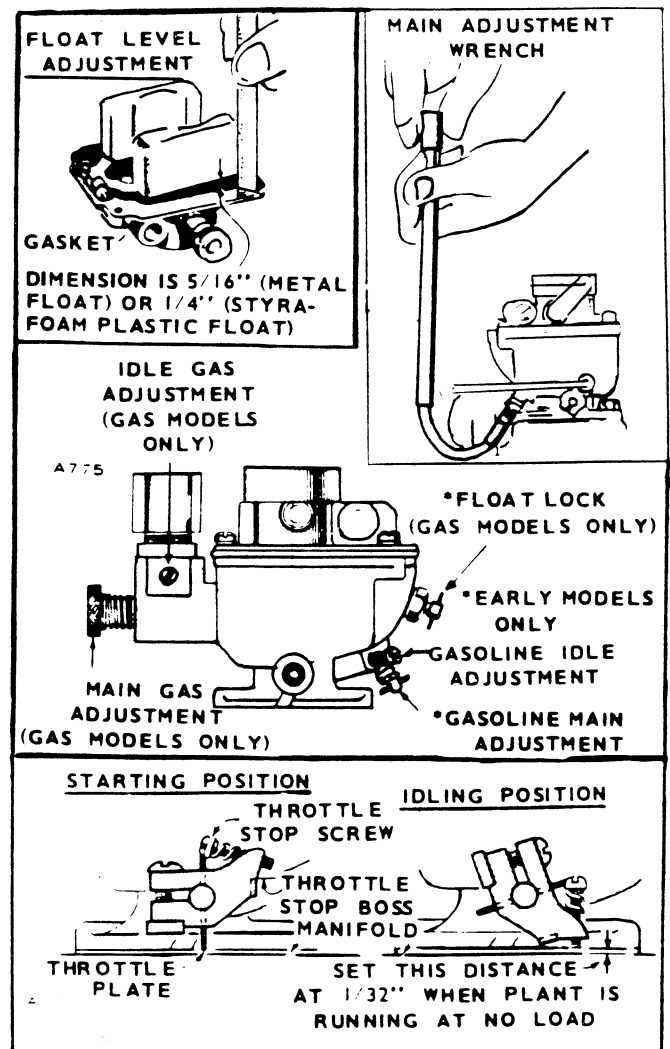 FLOAT LEVEL
ADJUSTMENT
GASKET
DIMENSION IS 5/16'' (METAL
FLOAT) OR 1/4'' (STYRA-
FOAM PLASTIC FLOAT)
MAIN ADJUSTMENT
WRENCH
IDLE GAS
ADJUSTMENT
(GAS MODELS
ONLY)
A775
*FLOAT LOCK
(GAS MODELS ONLY)
*EARLY MODELS
ONLY
GASOLINE IDLE
ADJUSTMENT
*GASOLINE MAIN
ADJUSTMENT
MAIN GAS
ADJUSTMENT
(GAS MODELS ONLY)
STARTING POSITION
THROTTLE
STOP SCREW
IDLING POSITION
THROTTLE
STOP BOSS
MANIFOLD
THROTTLE
PLATE
SET THIS DISTANCE
AT 1/32'' WHEN PLANT IS
RUNNING AT NO LOAD